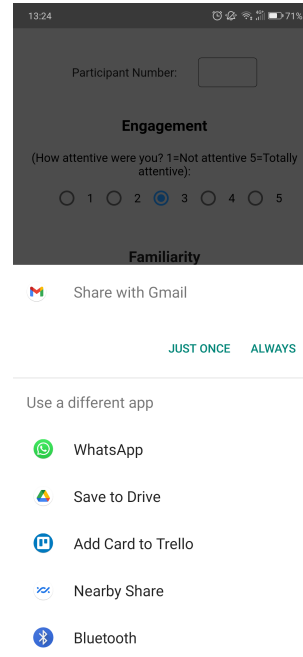 13:24
71%
Participant Number:
Engagement
(How attentive were you? 1=Not attentive 5=Totally
attentive):
1 2 3 4 5
Familiarity
Share with Gmail
JUST ONCE ALWAYS
Use a different app
WhatsApp
Save to Drive
Add Card to Trello
Nearby Share
Bluetooth